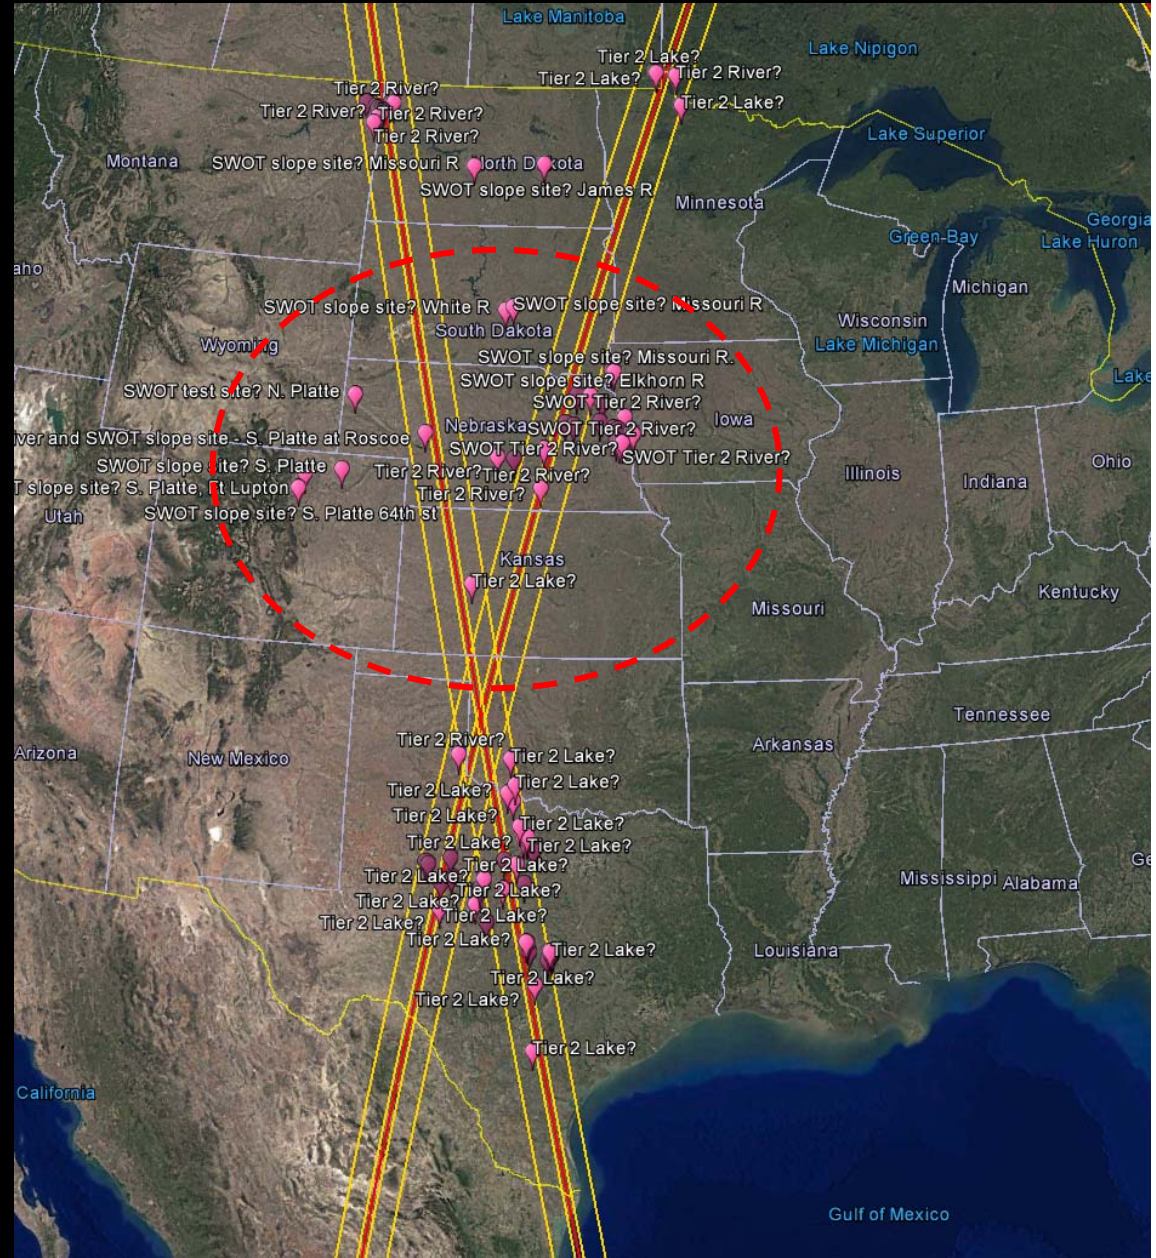 Lake Manitoba
Lake Nipigon
Tier 2 Lake?
Tier 2 Lake?
Tier 2 River?
Tier 2 River?
Tier 2 River?
Tier 2 River?
Tier 2 Lake?
Tier 2 River?
Lake Superior
Montana
SWOT slope site? Missouri R
North Dakota
SWOT slope site? James R
Minnesota
Georgia
Green Bay
Lake Huron
aho
Michigan
SWOT slope site? White R
SWOT slope site? Missouri R
South Dakota
Wisconsin
Wyoming
Lake Michigan
SWOT slope site? Missouri R.
Lake
SWOT slope site? Elkhorn R
SWOT test site? N. Platte
SWOT Tier 2 River?
Iowa
Nebraska
SWOT Tier 2 River?
iver and SWOT slope site - S. Platte at Roscoe
SWOT Tier 2 River?
SWOT Tier 2 River?
Ohio
SWOT slope site? S. Platte
Tier 2 River?
Tier 2 River?
Illinois
Indiana
T slope site? S. Platte, Ft Lupton
Tier 2 River?
SWOT slope site? S. Platte 64th st
Utah
Kansas
Tier 2 Lake?
Kentucky
Missouri
Tennessee
Tier 2 River?
Arkansas
Arizona
New Mexico
Tier 2 Lake?
Tier 2 Lake?
Tier 2 Lake?
Tier 2 Lake?
Tier 2 Lake?
Tier 2 Lake?
Tier 2 Lake?
Ge
Tier 2 Lake?
Tier 2 Lake?
Mississippi
Alabama
Tier 2 Lake?
Tier 2 Lake?
Tier 2 Lake?
Tier 2 Lake?
Tier 2 Lake?
Tier 2 Lake?
Louisiana
Tier 2 Lake?
Tier 2 Lake?
Tier 2 Lake?
California
Gulf of Mexico